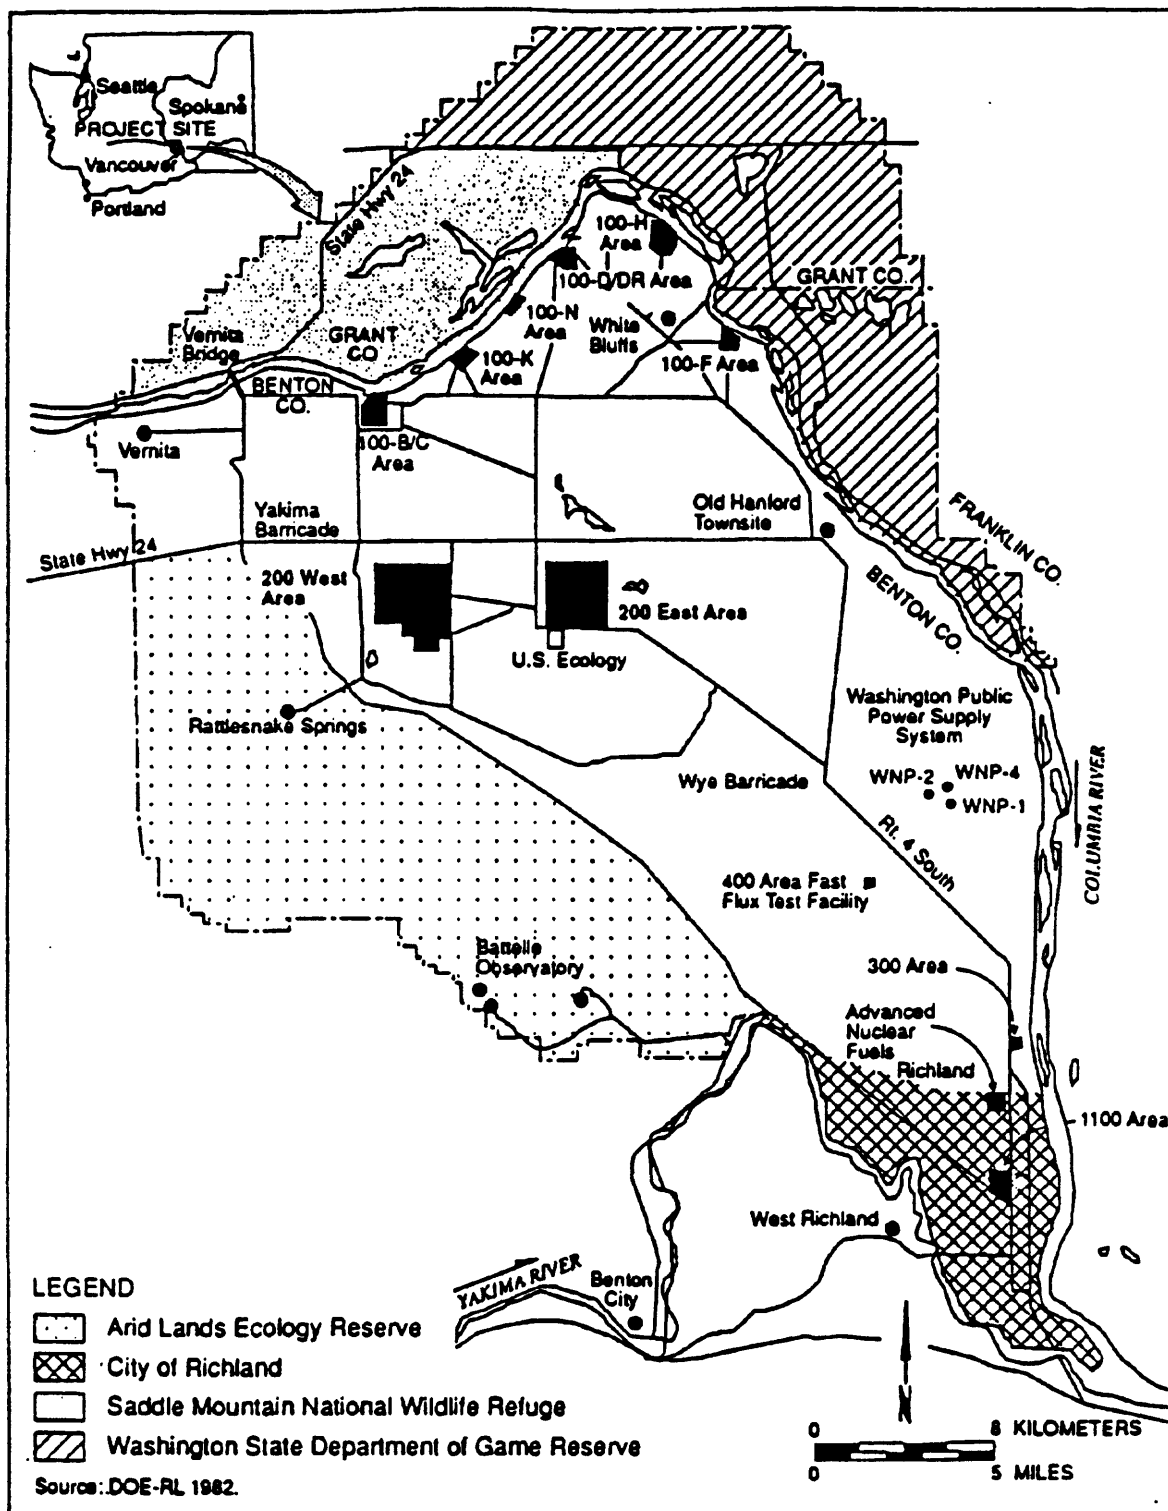 Seattle
Spokane
PROJECT SITE
Vancouver
Portland
State Hwy 24
100-H
Area
100-D/DR Area
GRANT CO.
100-N
Area
White
Bluffs
Vernita
Bridge
GRANT
CO.
100-K
Area
100-F Area
BENTON
CO.
Vernita
100-B/C
Area
Yakima
Barricade
Old Hanford
Townsite
FRANKLIN CO.
BENTON CO.
State Hwy 24
200 West
Area
200 East Area
U.S. Ecology
Rattlesnake Springs
Washington Public
Power Supply
System
WNP-2
WNP-4
WNP-1
Wye Barricade
COLUMBIA RIVER
Rt. 4 South
400 Area Fast
Flux Test Facility
Battelle
Observatory
300 Area
Advanced
Nuclear
Fuels
Richland
1100 Area
West Richland
YAKIMA RIVER
Benton
City
N
LEGEND
Arid Lands Ecology Reserve
City of Richland
Saddle Mountain National Wildlife Refuge
Washington State Department of Game Reserve
0 8 KILOMETERS
0 5 MILES
Source: DOE-RL 1982.